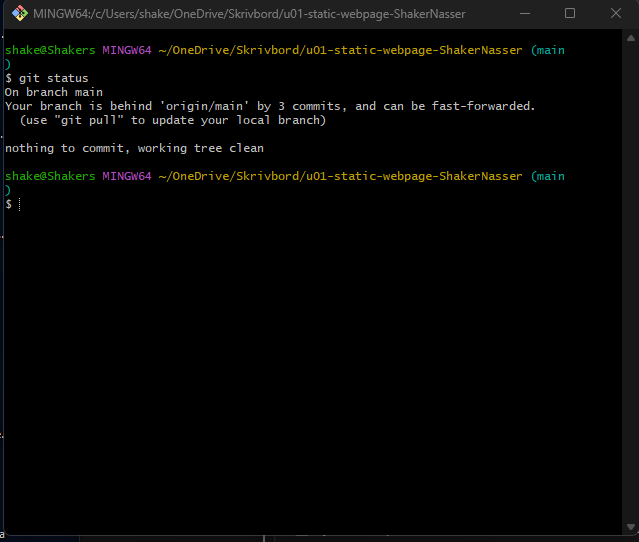 MINGW64:/c/Users/shake/OneDrive/Skrivbord/u01-static-webpage-ShakerNasser
shake@Shakers MINGW64 ~/OneDrive/Skrivbord/u01-static-webpage-ShakerNasser (main
)
$ git status
On branch main
Your branch is behind 'origin/main' by 3 commits, and can be fast-forwarded.
  (use "git pull" to update your local branch)
nothing to commit, working tree clean
shake@Shakers MINGW64 ~/OneDrive/Skrivbord/u01-static-webpage-ShakerNasser (main
)
$